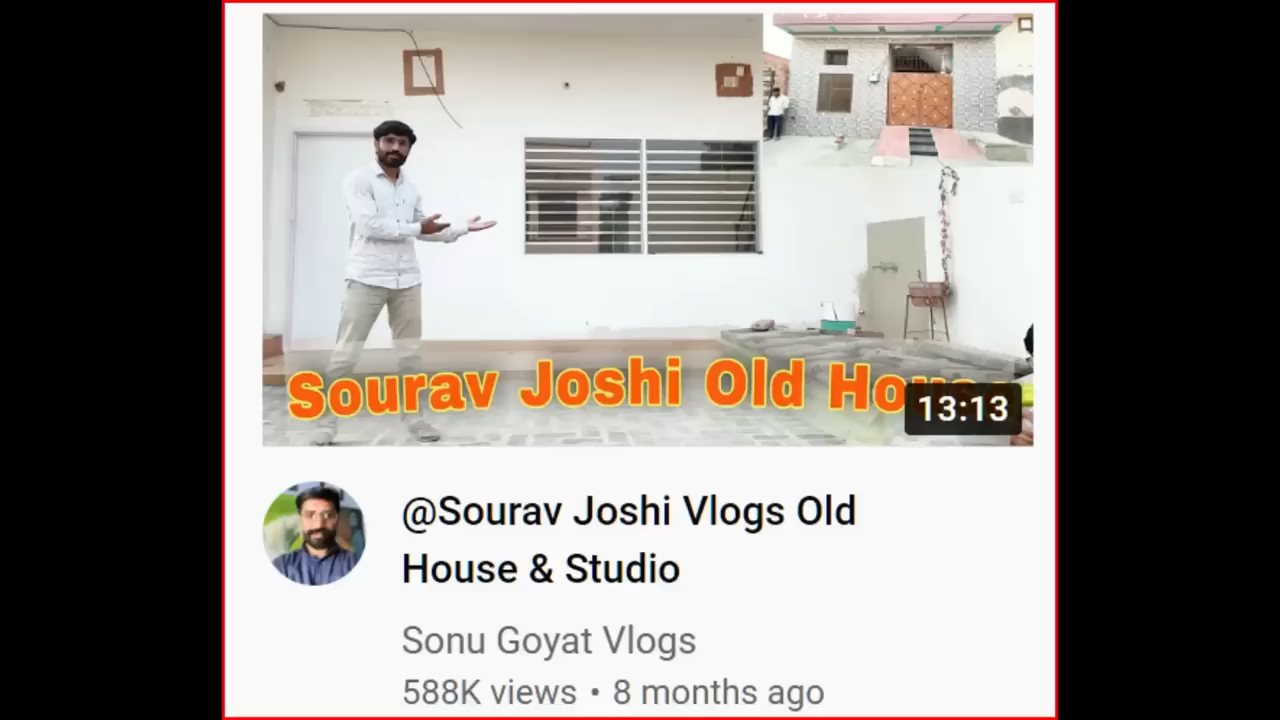 Sourav Joshi Old Ho
13:13
@Sourav Joshi Vlogs Old
House & Studio
Sonu Goyat Vlogs
588K views • 8 months ago